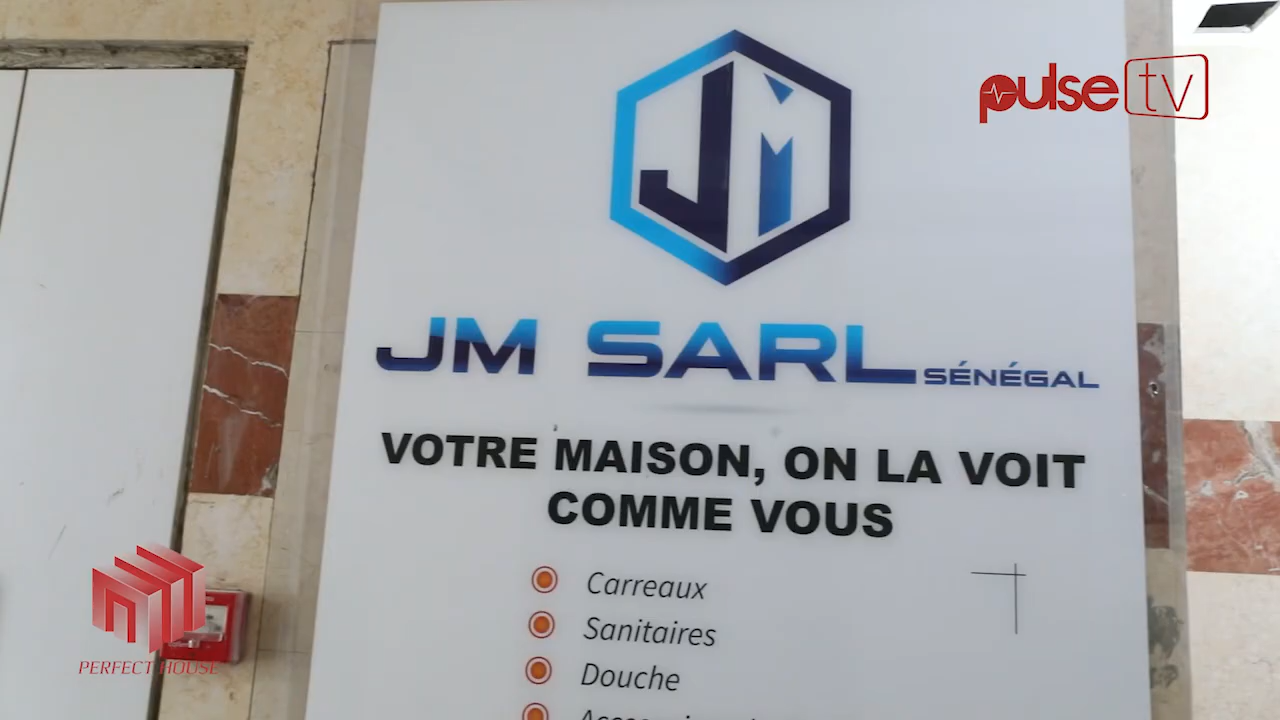 pulse tv
JM
JM SARL SÉNÉGAL
VOTRE MAISON, ON LA VOIT
COMME VOUS
Carreaux
Sanitaires
Douche
PERFECT HOUSE